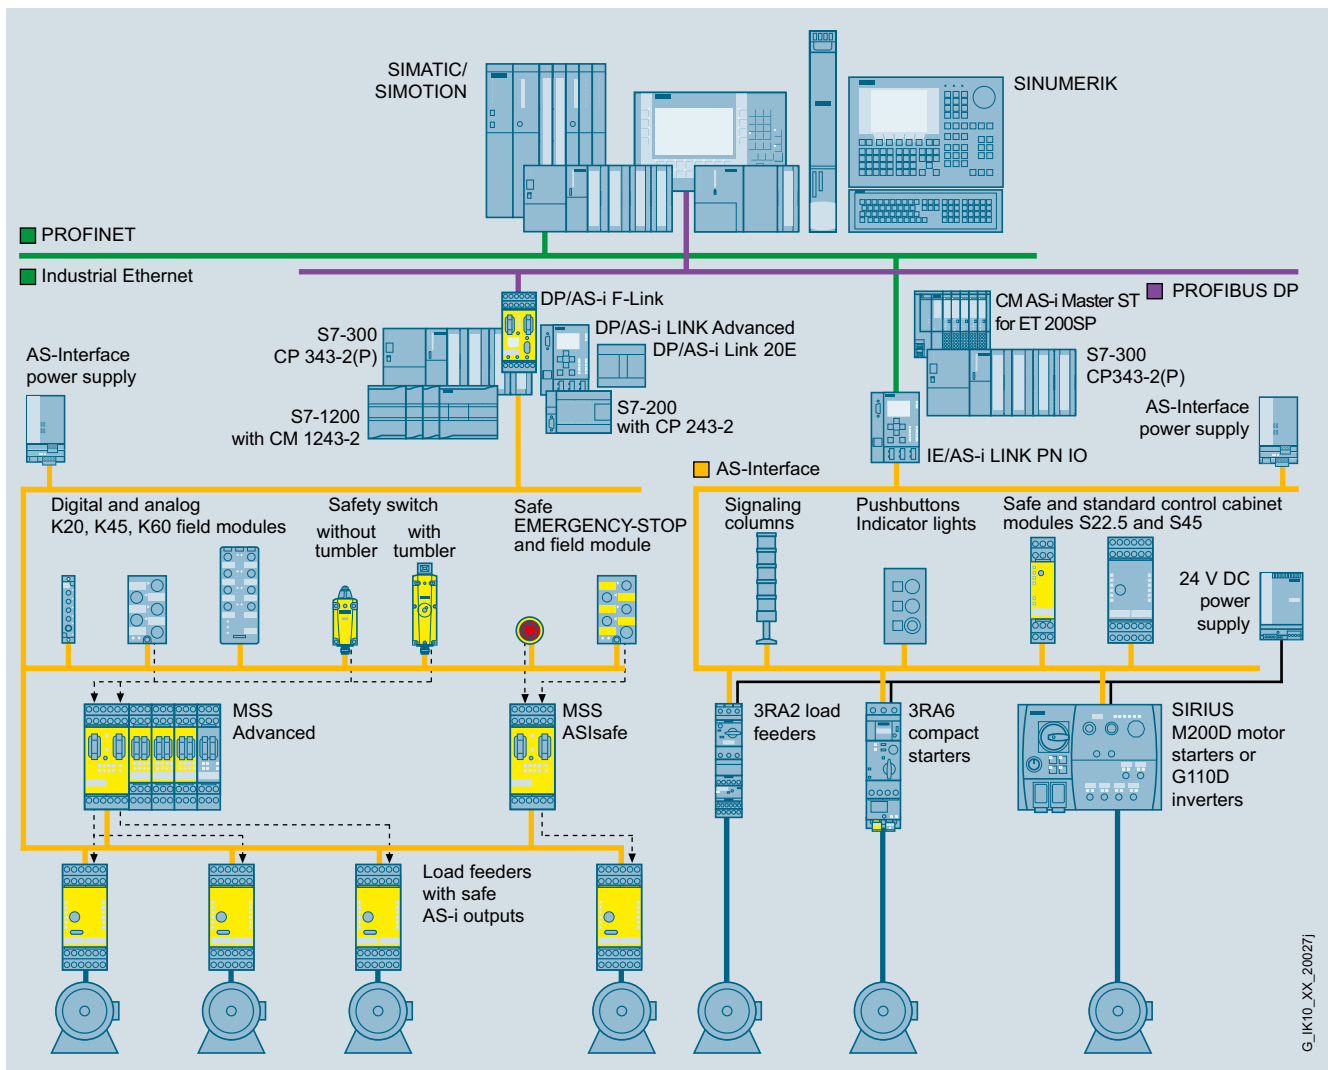 SIMATIC/
SIMOTION
SINUMERIK
PROFINET
Industrial Ethernet
PROFIBUS DP
DP/AS-i F-Link
S7-300
CP 343-2(P)
DP/AS-i LINK Advanced
DP/AS-i Link 20E
CM AS-i Master ST
for ET 200SP
S7-300
CP343-2(P)
AS-Interface
power supply
S7-1200
with CM 1243-2
S7-200
with CP 243-2
AS-Interface
power supply
IE/AS-i LINK PN IO
AS-Interface
Digital and analog
K20, K45, K60 field modules
Safety switch
without
tumbler
with
tumbler
Safe
EMERGENCY-STOP
and field module
Signaling
columns
Pushbuttons
Indicator lights
Safe and standard control cabinet
modules S22.5 and S45
24 V DC
power
supply
MSS
Advanced
MSS
ASIsafe
3RA2 load
feeders
3RA6
compact
starters
SIRIUS
M200D motor
starters or
G110D
inverters
Load feeders
with safe
AS-i outputs
G_IK10_XX_20027j